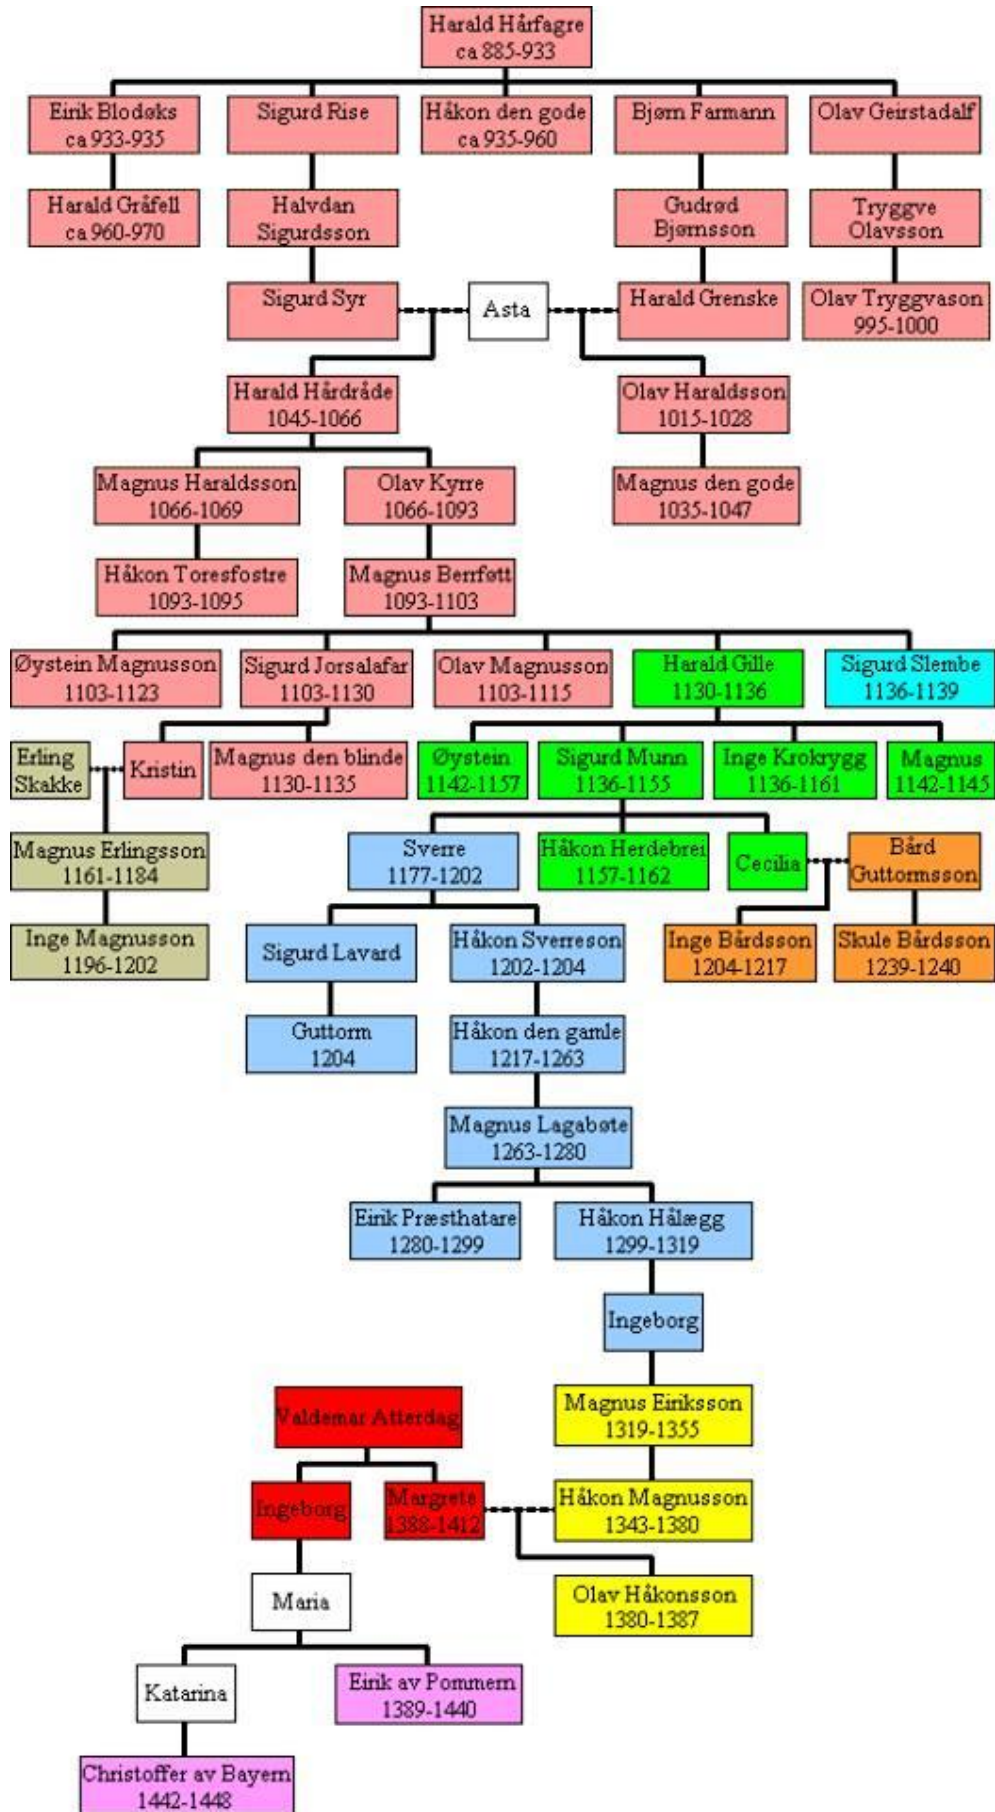 Harald Hårfagre
ca 885-933
Eirik Blodøks
ca 933-935
Sigurd Rise
Håkon den gode
ca 935-960
Bjørn Farmann
Olav Geirstadalf
Harald Gråfell
ca 960-970
Halvdan
Sigurdsson
Gudrød
Bjørnsson
Tryggve
Olavsson
Sigurd Syr
Asta
Harald Grenske
Olav Tryggvason
995-1000
Harald Hårdråde
1045-1066
Olav Haraldsson
1015-1028
Magnus Haraldsson
1066-1069
Olav Kyrre
1066-1093
Magnus den gode
1035-1047
Håkon Toresfostre
1093-1095
Magnus Berrføtt
1093-1103
Øystein Magnusson
1103-1123
Sigurd Jorsalafar
1103-1130
Olav Magnusson
1103-1115
Harald Gille
1130-1136
Sigurd Slembe
1136-1139
Erling
Skakke
Kristin
Magnus den blinde
1130-1135
Øystein
1142-1157
Sigurd Munn
1136-1155
Inge Krokrygg
1136-1161
Magnus
1142-1145
Magnus Erlingsson
1161-1184
Sverre
1177-1202
Håkon Herdebrei
1157-1162
Cecilia
Bård
Guttormsson
Inge Magnusson
1196-1202
Sigurd Lavard
Håkon Sverreson
1202-1204
Inge Bårdsson
1204-1217
Skule Bårdsson
1239-1240
Guttorm
1204
Håkon den gamle
1217-1263
Magnus Lagabøte
1263-1280
Eirik Præsthatare
1280-1299
Håkon Hålægg
1299-1319
Ingeborg
Valdemar Atterdag
Magnus Eiriksson
1319-1355
Ingeborg
Margrete
1388-1412
Håkon Magnusson
1343-1380
Maria
Olav Håkonsson
1380-1387
Katarina
Eirik av Pommern
1389-1440
Christoffer av Bayern
1442-1448